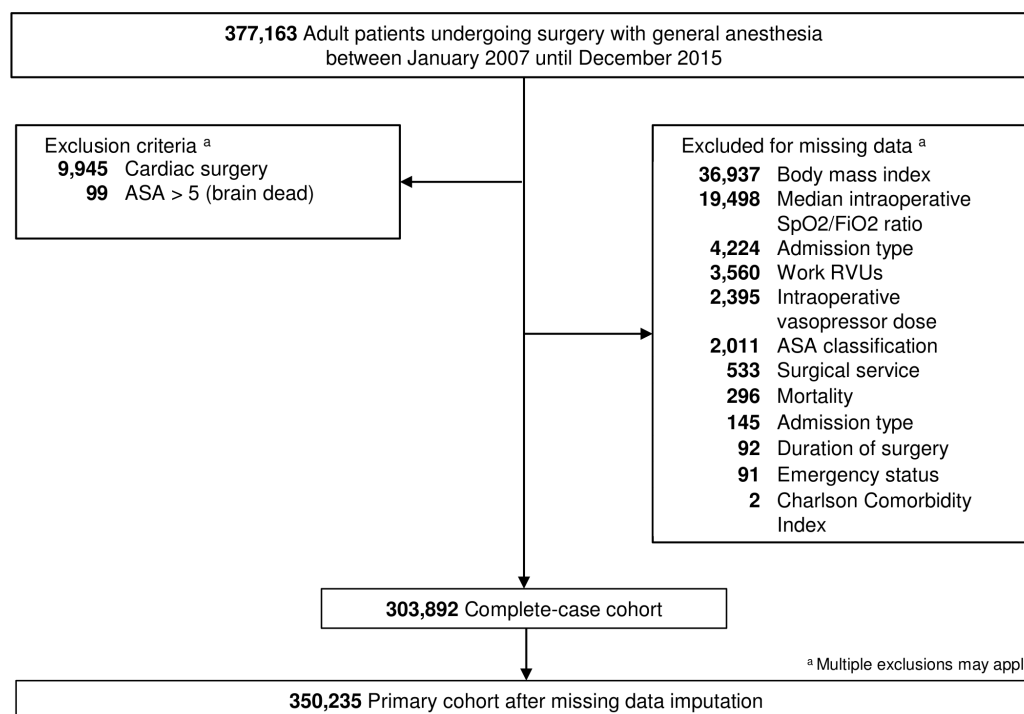 377,163 Adult patients undergoing surgery with general anesthesia
between January 2007 until December 2015
Exclusion criteria ᵃ
9,945 Cardiac surgery
99 ASA > 5 (brain dead)
Excluded for missing data ᵃ
36,937 Body mass index
19,498 Median intraoperative
SpO2/FiO2 ratio
4,224 Admission type
3,560 Work RVUs
2,395 Intraoperative
vasopressor dose
2,011 ASA classification
533 Surgical service
296 Mortality
145 Admission type
92 Duration of surgery
91 Emergency status
2 Charlson Comorbidity
Index
303,892 Complete-case cohort
ᵃ Multiple exclusions may appl
350,235 Primary cohort after missing data imputation